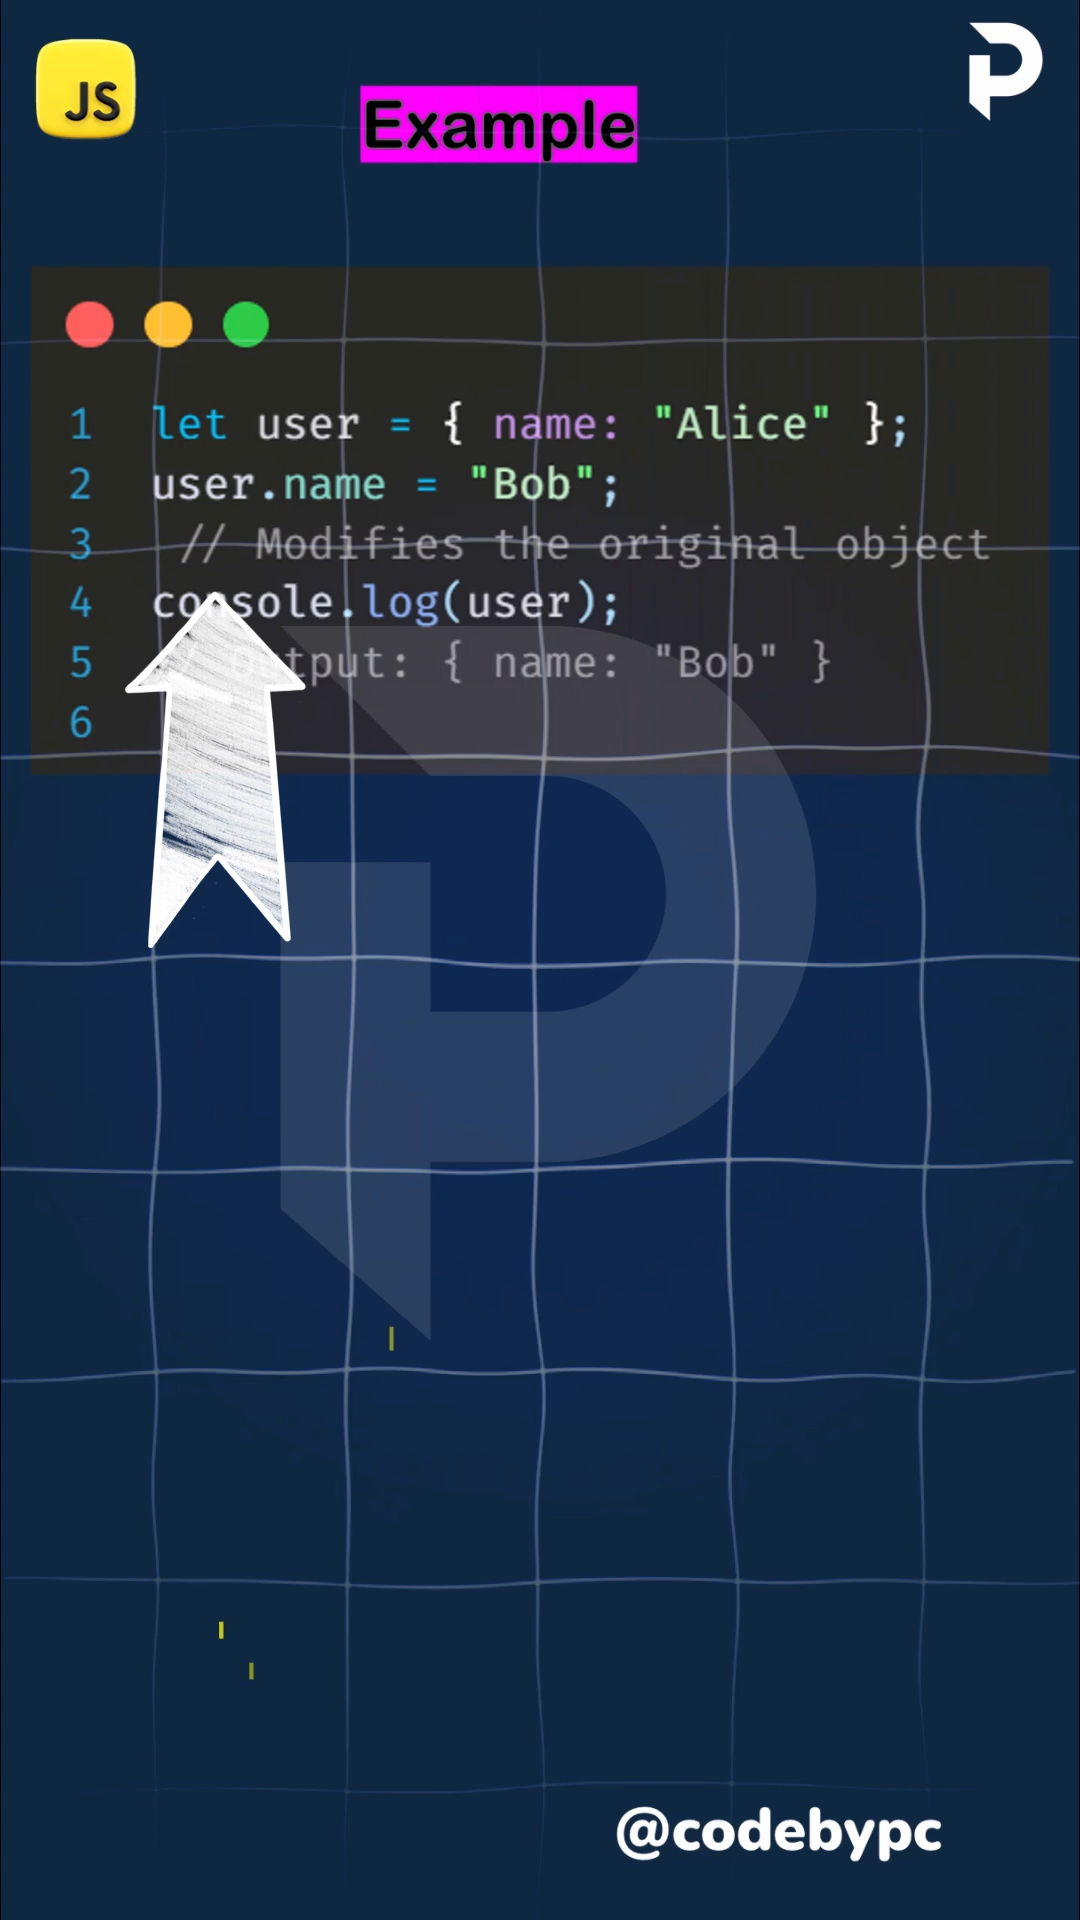 JS
Example
1 let user = { name: "Alice" };
2 user.name = "Bob";
3 // Modifies the original object
4 console.log(user);
5 // Output: { name: "Bob" }
6
@codebypc